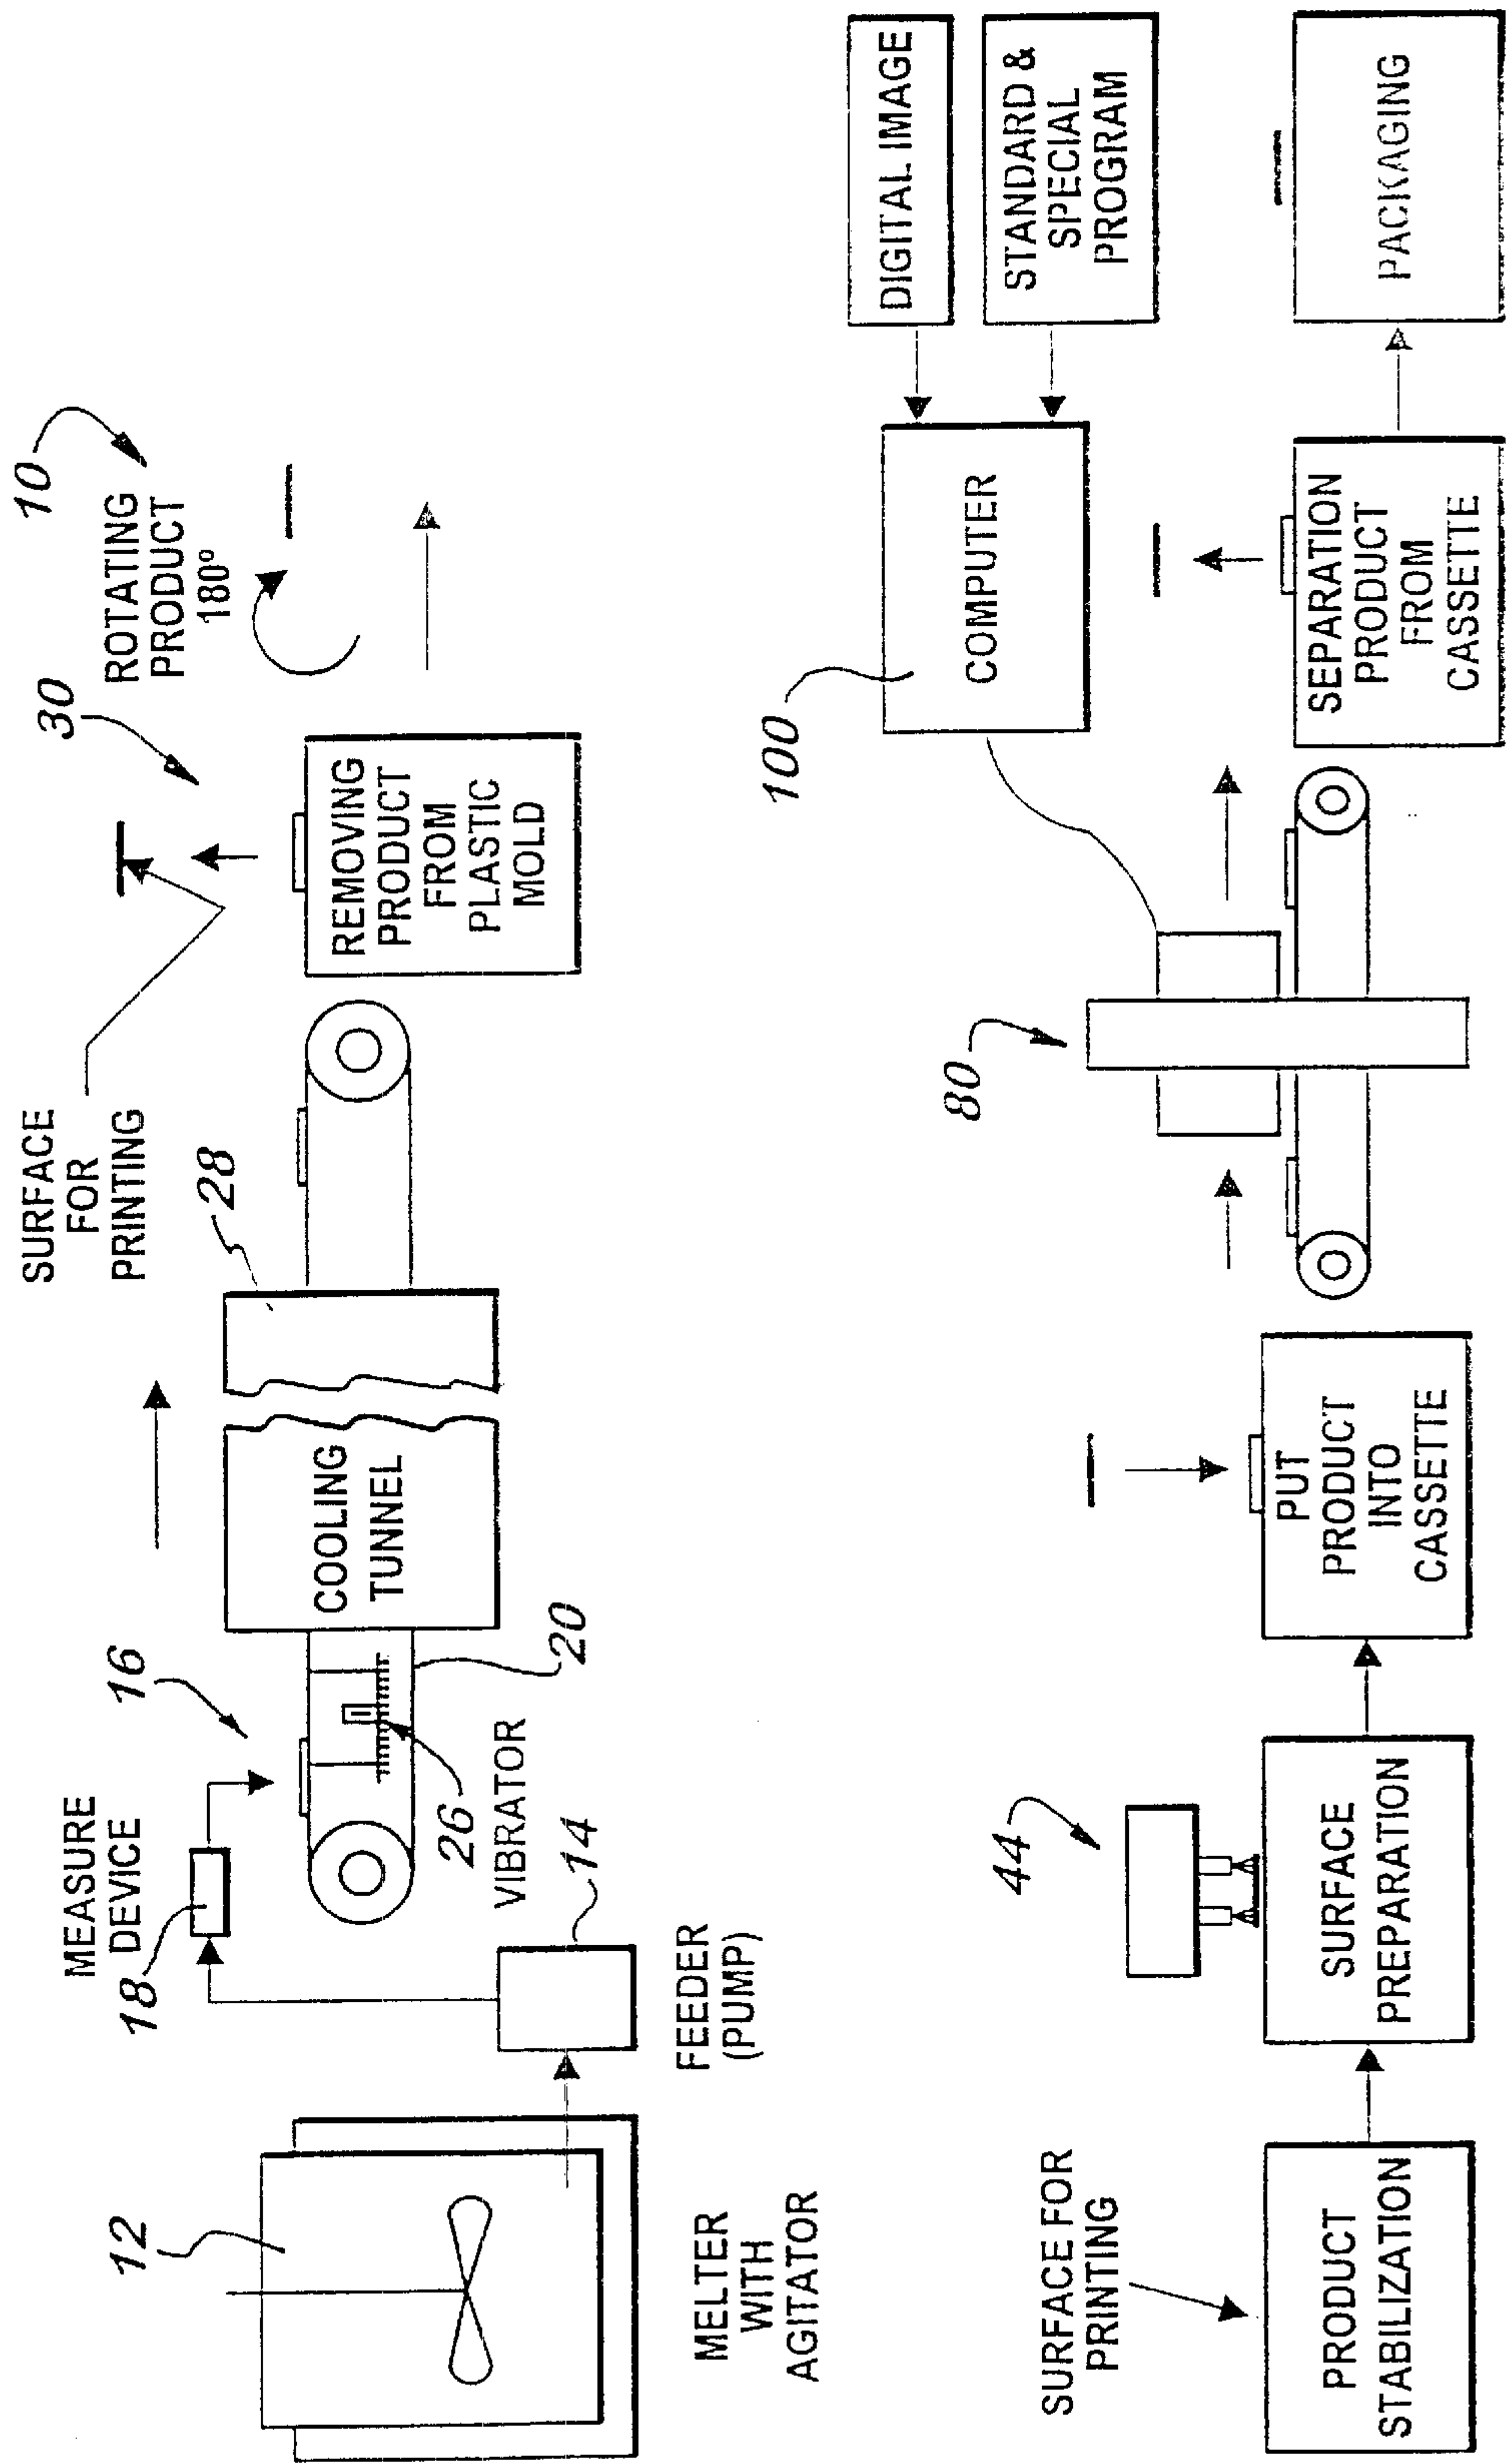 10
SURFACE
FOR
PRINTING
30
ROTATING
PRODUCT
180°
MEASURE
DEVICE
18
16
28
12
COOLING
TUNNEL
REMOVING
PRODUCT
FROM
PLASTIC
MOLD
20
26
VIBRATOR
14
FEEDER
(PUMP)
MELTER
WITH
AGITATOR
DIGITAL IMAGE
STANDARD &
SPECIAL
PROGRAM
100
COMPUTER
80
44
SURFACE FOR
PRINTING
PRODUCT
STABILIZATION
SURFACE
PREPARATION
PUT
PRODUCT
INTO
CASSETTE
SEPARATION
PRODUCT
FROM
CASSETTE
PACKAGING